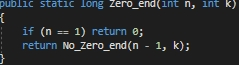 public static long Zero_end(int n, int k)
{
if (n == 1) return 0;
return No_Zero_end(n - 1, k);
}